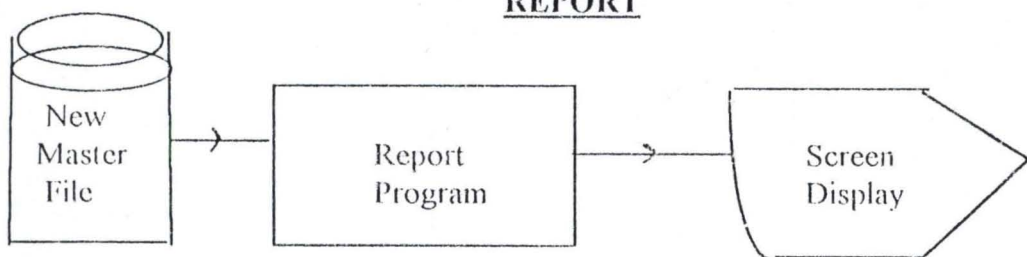 REPORT
New
Master
File
Report
Program
Screen
Display